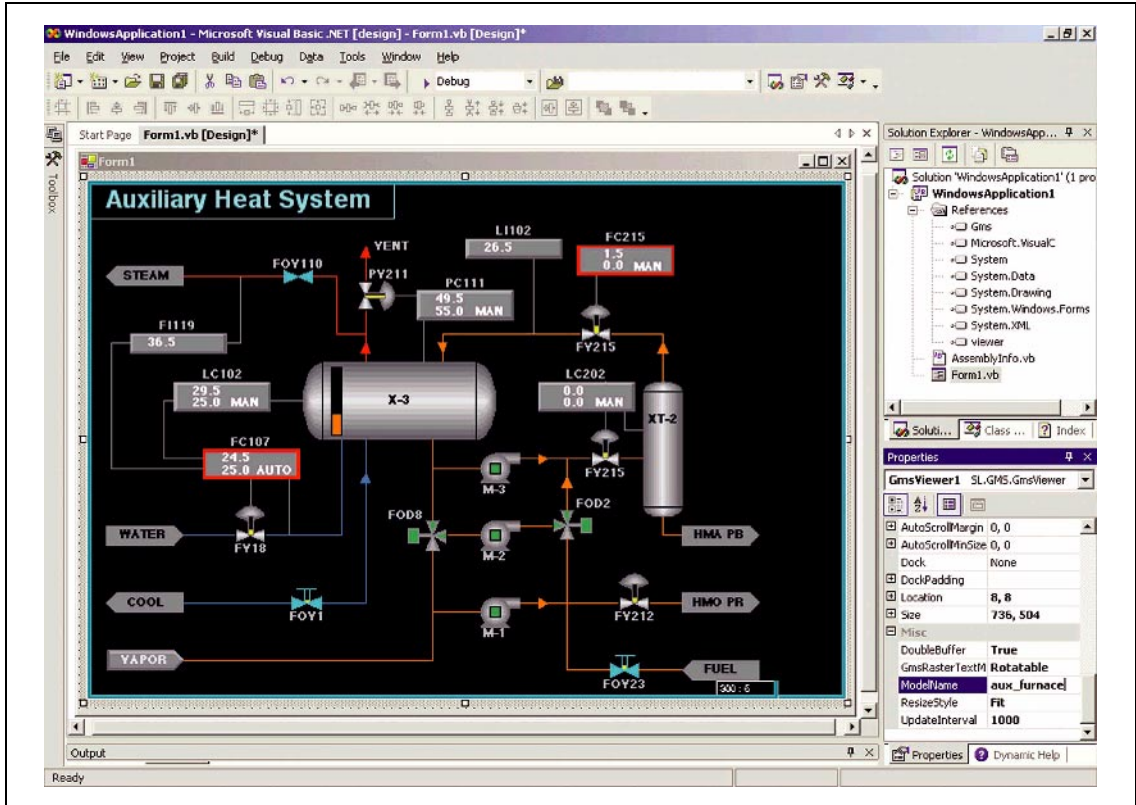 WindowsApplication1 - Microsoft Visual Basic .NET [design] - Form1.vb [Design]*
File Edit View Project Build Debug Data Tools Window Help
Debug
Start Page Form1.vb [Design]*
Toolbox
Form1
Auxiliary Heat System
LI102
26.5
FC215
1.5
0.0 MAN
VENT
STEAM
FOY110
PY211
PC111
49.5
55.0 MAN
FI119
36.5
FY215
LC102
29.5
25.0 MAN
X-3
LC202
0.0
0.0 MAN
XT-2
FC107
24.5
25.0 AUTO
FY215
M-3
FOD8
FOD2
WATER
FY18
M-2
HMA PB
COOL
FOY1
M-1
FY212
HMO PR
VAPOR
FOY23
FUEL
300 : 6
Output
Ready
Solution Explorer - WindowsApp...
Solution 'WindowsApplication1' (1 pro
WindowsApplication1
References
Gms
Microsoft.VisualC
System
System.Data
System.Drawing
System.Windows.Forms
System.XML
viewer
AssemblyInfo.vb
Form1.vb
Soluti... Class ... Index
Properties
GmsViewer1 SL.GMS.GmsViewer
AutoScrollMargin 0, 0
AutoScrollMinSize 0, 0
Dock None
DockPadding
Location 8, 8
Size 736, 504
Misc
DoubleBuffer True
GmsRasterTextM Rotatable
ModelName aux_furnace
ResizeStyle Fit
UpdateInterval 1000
Properties Dynamic Help